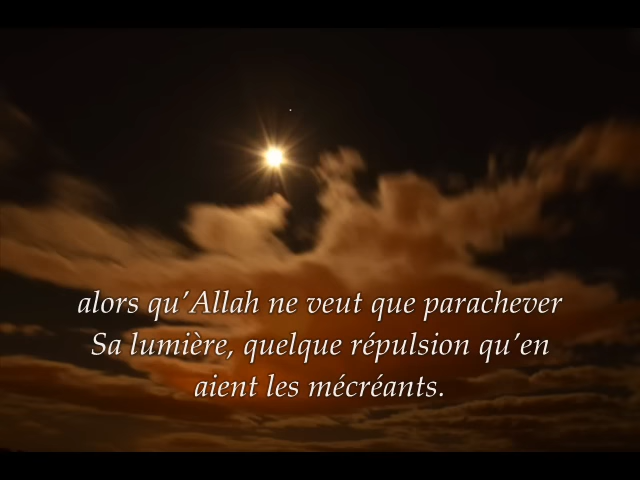 alors qu’Allah ne veut que parachever
Sa lumière, quelque répulsion qu’en
aient les mécréants.